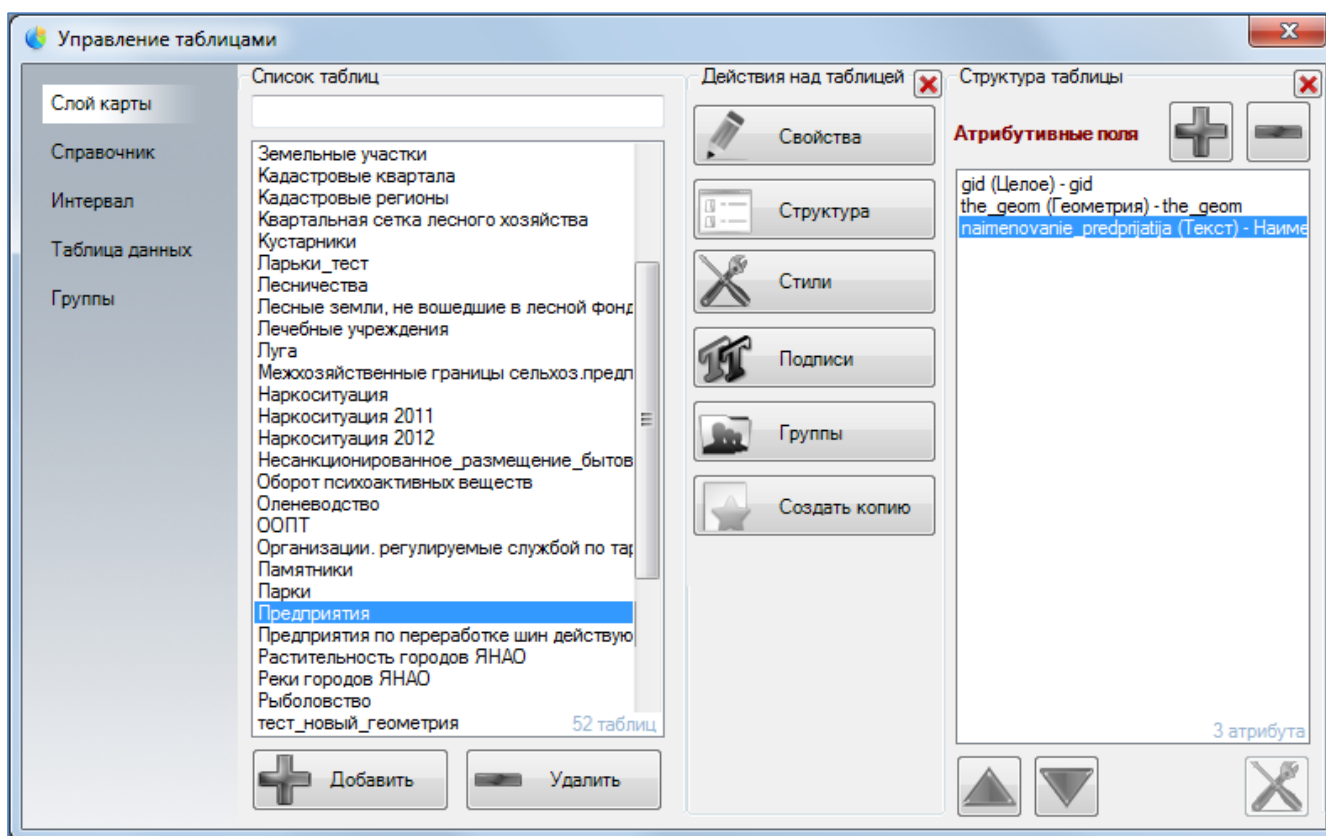 Управление таблицами
Слой карты
Справочник
Интервал
Таблица данных
Группы
Список таблиц
Земельные участки
Кадастровые квартала
Кадастровые регионы
Квартальная сетка лесного хозяйства
Кустарники
Ларьки_тест
Лесничества
Лесные земли, не вошедшие в лесной фонд
Лечебные учреждения
Луга
Межхозяйственные границы сельхоз.предп
Наркоситуация
Наркоситуация 2011
Наркоситуация 2012
Несанкционированное_размещение_бытов
Оборот психоактивных веществ
Оленеводство
ООПТ
Организации. регулируемые службой по тар
Памятники
Парки
Предприятия
Предприятия по переработке шин действую
Растительность городов ЯНАО
Реки городов ЯНАО
Рыболовство
тест_новый_геометрия
52 таблиц
Добавить
Удалить
Действия над таблицей
Свойства
Структура
Стили
Подписи
Группы
Создать копию
Структура таблицы
Атрибутивные поля
gid (Целое) - gid
the_geom (Геометрия) - the_geom
naimenovanie_predprijatija (Текст) - Наиме
3 атрибута